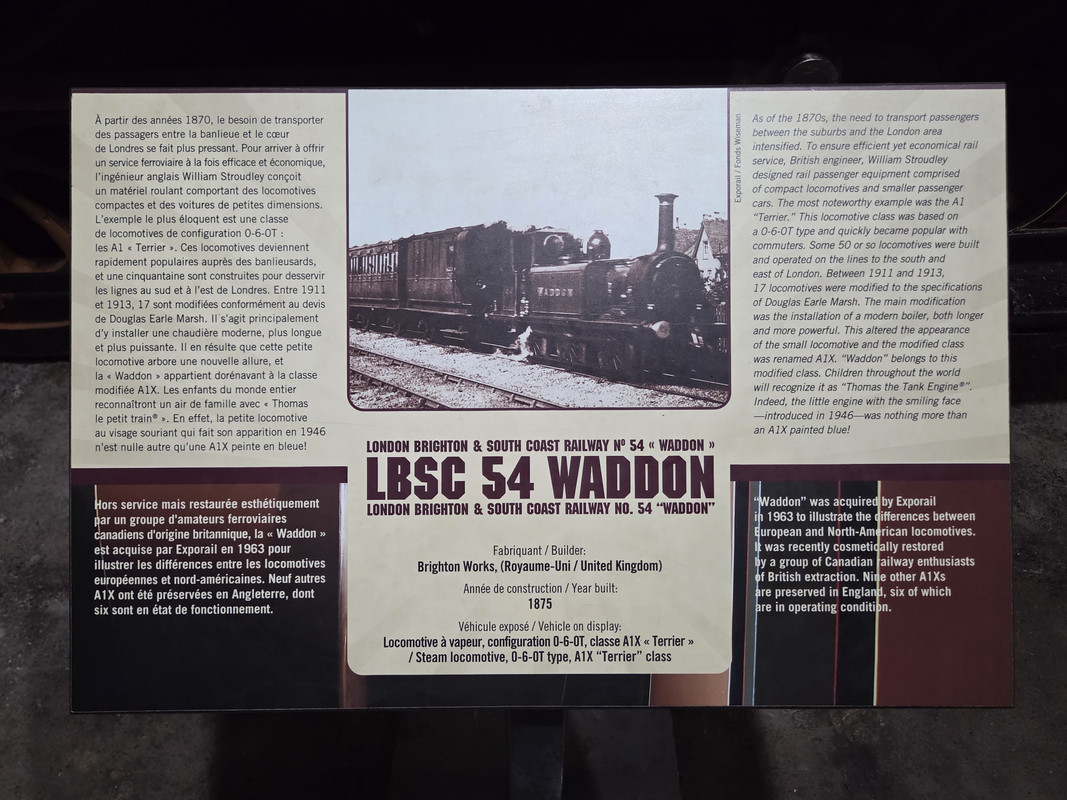 À partir des années 1870, le besoin de transporter
des passagers entre la banlieue et le cœur
de Londres se fait plus pressant. Pour arriver à offrir
un service ferroviaire à la fois efficace et économique,
l'ingénieur anglais William Stroudley conçoit
un matériel roulant comportant des locomotives
compactes et des voitures de petites dimensions.
L'exemple le plus éloquent est une classe
de locomotives de configuration 0-6-0T :
les A1 « Terrier ». Ces locomotives deviennent
rapidement populaires auprès des banlieusards,
et une cinquantaine sont construites pour desservir
les lignes au sud et à l'est de Londres. Entre 1911
et 1913, 17 sont modifiées conformément au devis
de Douglas Earle Marsh. Il s'agit principalement
d'y installer une chaudière moderne, plus longue
et plus puissante. Il en résulte que cette petite
locomotive arbore une nouvelle allure, et
la « Waddon » appartient dorénavant à la classe
modifiée A1X. Les enfants du monde entier
reconnaîtront un air de famille avec « Thomas
le petit train® ». En effet, la petite locomotive
au visage souriant qui fait son apparition en 1946
n'est nulle autre qu'une A1X peinte en bleue!
Hors service mais restaurée esthétiquement
par un groupe d'amateurs ferroviaires
canadiens d'origine britannique, la « Waddon »
est acquise par Exporail en 1963 pour
illustrer les différences entre les locomotives
européennes et nord-américaines. Neuf autres
A1X ont été préservées en Angleterre, dont
six sont en état de fonctionnement.
WADDON
Exporail / Fonds Wiseman
LONDON BRIGHTON & SOUTH COAST RAILWAY Nº 54 « WADDON »
LBSC 54 WADDON
LONDON BRIGHTON & SOUTH COAST RAILWAY NO. 54 “WADDON”
Fabriquant / Builder:
Brighton Works, (Royaume-Uni / United Kingdom)
Année de construction / Year built:
1875
Véhicule exposé / Vehicle on display:
Locomotive à vapeur, configuration 0-6-0T, classe A1X « Terrier »
/ Steam locomotive, 0-6-0T type, A1X “Terrier” class
As of the 1870s, the need to transport passengers
between the suburbs and the London area
intensified. To ensure efficient yet economical rail
service, British engineer, William Stroudley
designed rail passenger equipment comprised
of compact locomotives and smaller passenger
cars. The most noteworthy example was the A1
“Terrier.” This locomotive class was based on
a 0-6-0T type and quickly became popular with
commuters. Some 50 or so locomotives were built
and operated on the lines to the south and
east of London. Between 1911 and 1913,
17 locomotives were modified to the specifications
of Douglas Earle Marsh. The main modification
was the installation of a modern boiler, both longer
and more powerful. This altered the appearance
of the small locomotive and the modified class
was renamed A1X. “Waddon” belongs to this
modified class. Children throughout the world
will recognize it as “Thomas the Tank Engine®”.
Indeed, the little engine with the smiling face
—introduced in 1946—was nothing more than
an A1X painted blue!
“Waddon” was acquired by Exporail
in 1963 to illustrate the differences between
European and North-American locomotives.
It was recently cosmetically restored
by a group of Canadian railway enthusiasts
of British extraction. Nine other A1Xs
are preserved in England, six of which
are in operating condition.